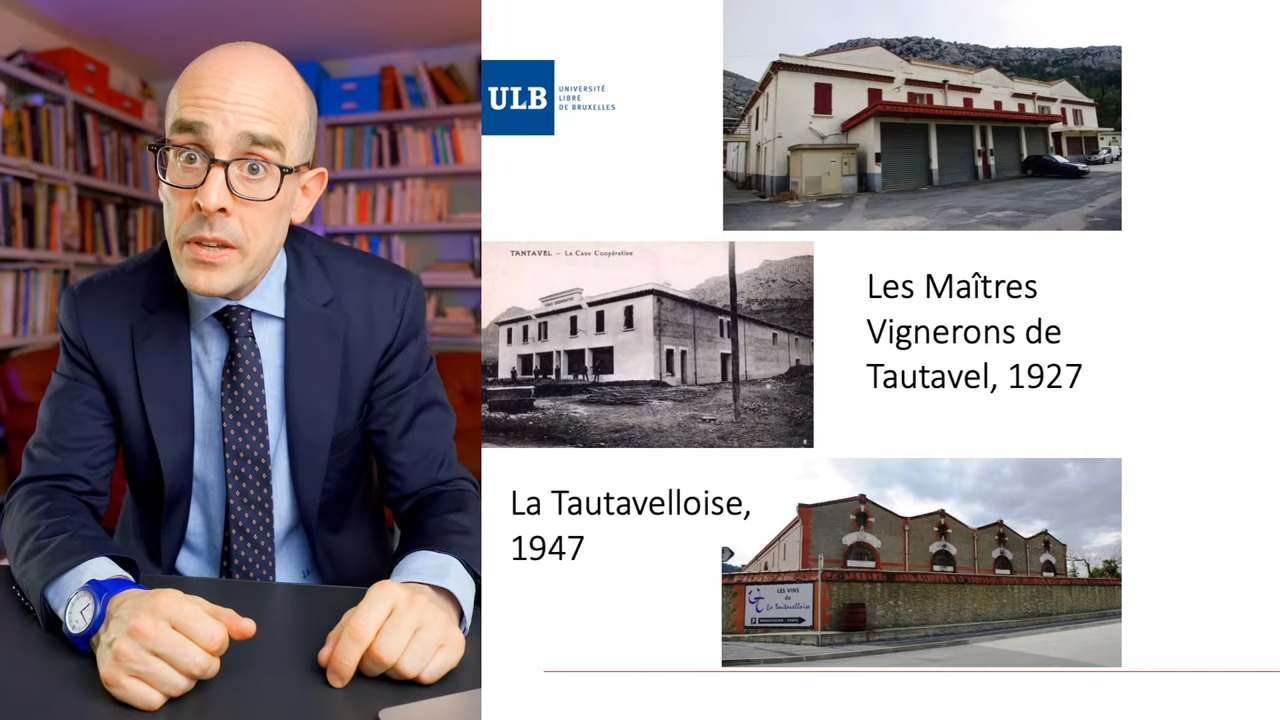 ULB
UNIVERSITÉ
LIBRE
DE BRUXELLES
TANTAVEL — La Cave Coopérative
Les Maîtres
Vignerons de
Tautavel, 1927
La Tautavelloise,
1947
LES VINS
de
La Tautavelloise